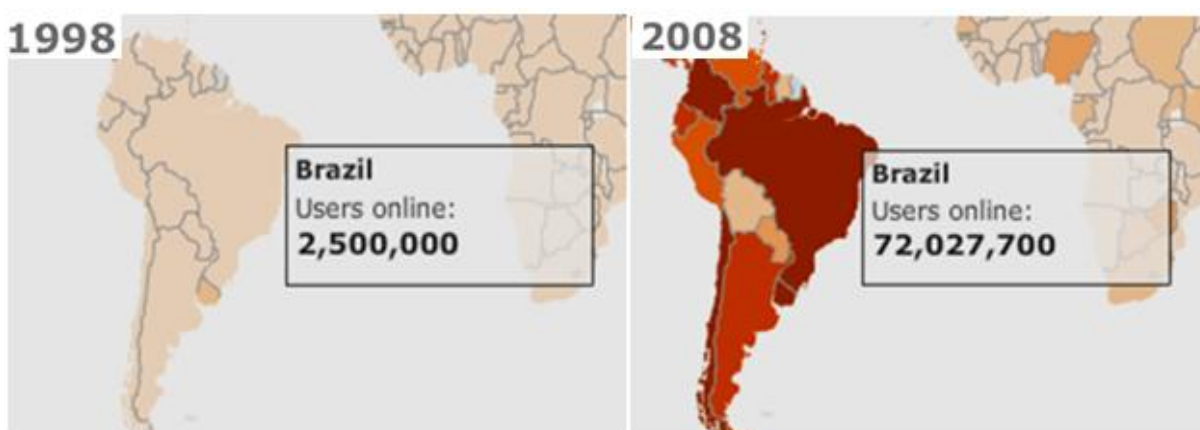 1998
Brazil
Users online:
2,500,000
2008
Brazil
Users online:
72,027,700